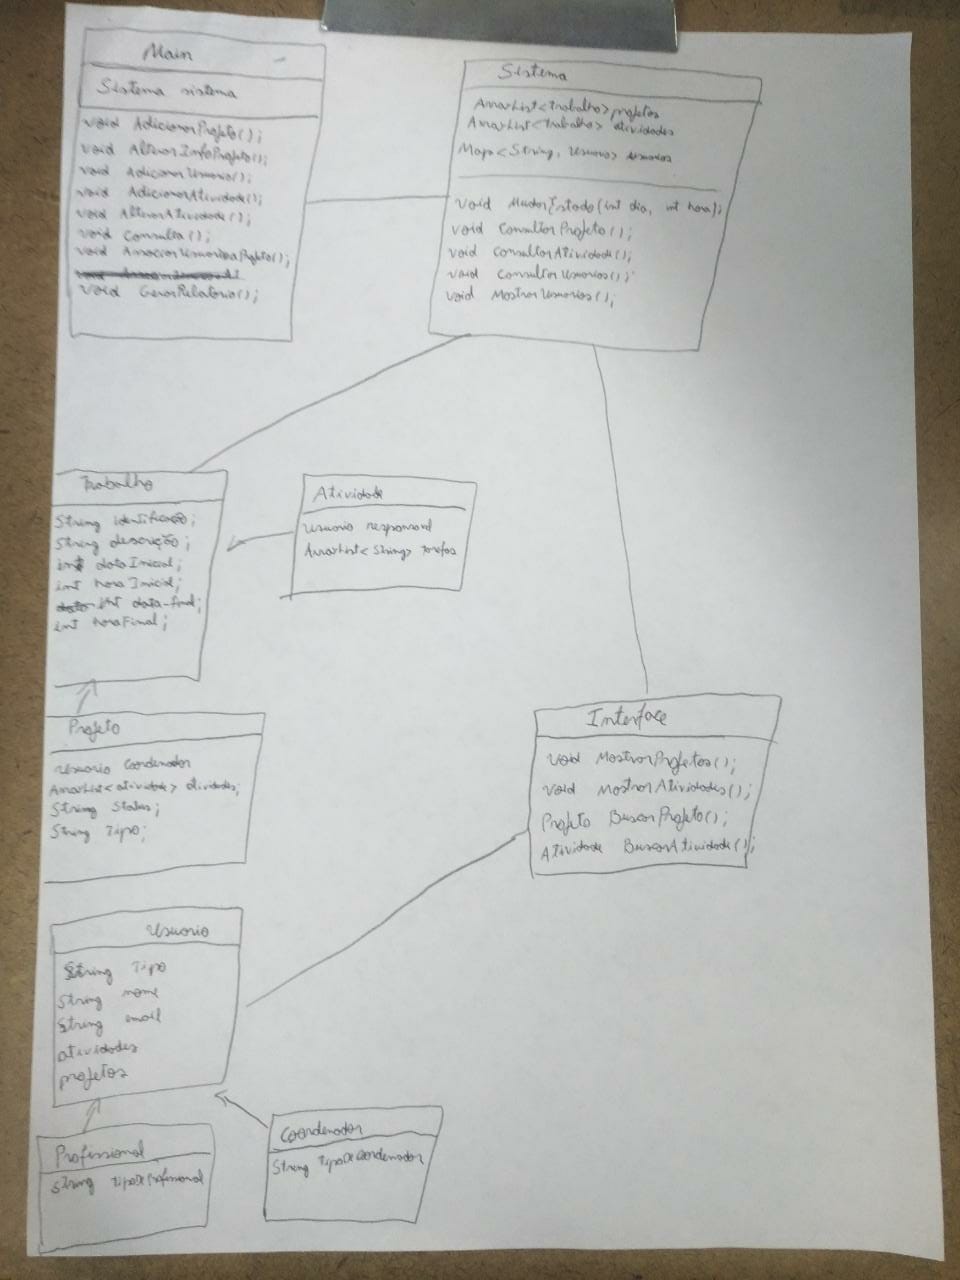 Main
Sistema sistema
void AdicionarProjeto();
void AlterarInfoProjeto();
void AdicionarUsuario();
void AdicionarAtividade();
void AlterarAtividade();
void Consulta();
void AssociarUsuarioaProjeto();
void GerarRelatorio();
Sistema
ArrayList<trabalho> projetos
ArrayList<trabalho> atividades
Map<String, Usuario> usuarios
void MudarEstado(int dia, int hora);
void ConsultarProjeto();
void ConsultarAtividade();
void ConsultarUsuarios();
void MostrarUsuarios();
Trabalho
String identificação;
String descrição;
int dataInicial;
int horaInicial;
int data-final;
int horaFinal;
Atividade
Usuario responsavel
ArrayList<String> tarefas
Projeto
Usuario Coordenador
ArrayList<atividade> atividades;
String Status;
String Tipo;
Interface
void MostrarProjetos();
void MostrarAtividades();
Projeto BuscarProjeto();
Atividade BuscarAtividade();
Usuario
String Tipo
String nome
String email
atividades
projetos
Profissional
String tipoDeProfissional
Coordenador
String TipoDeCoordenador